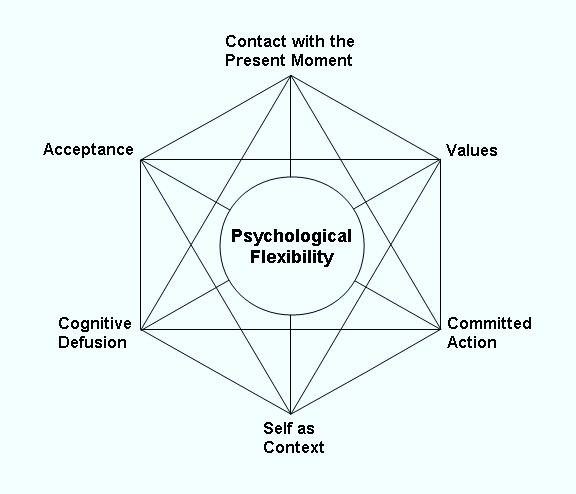 Contact with the
Present Moment
Acceptance
Values
Psychological
Flexibility
Cognitive
Defusion
Committed
Action
Self as
Context